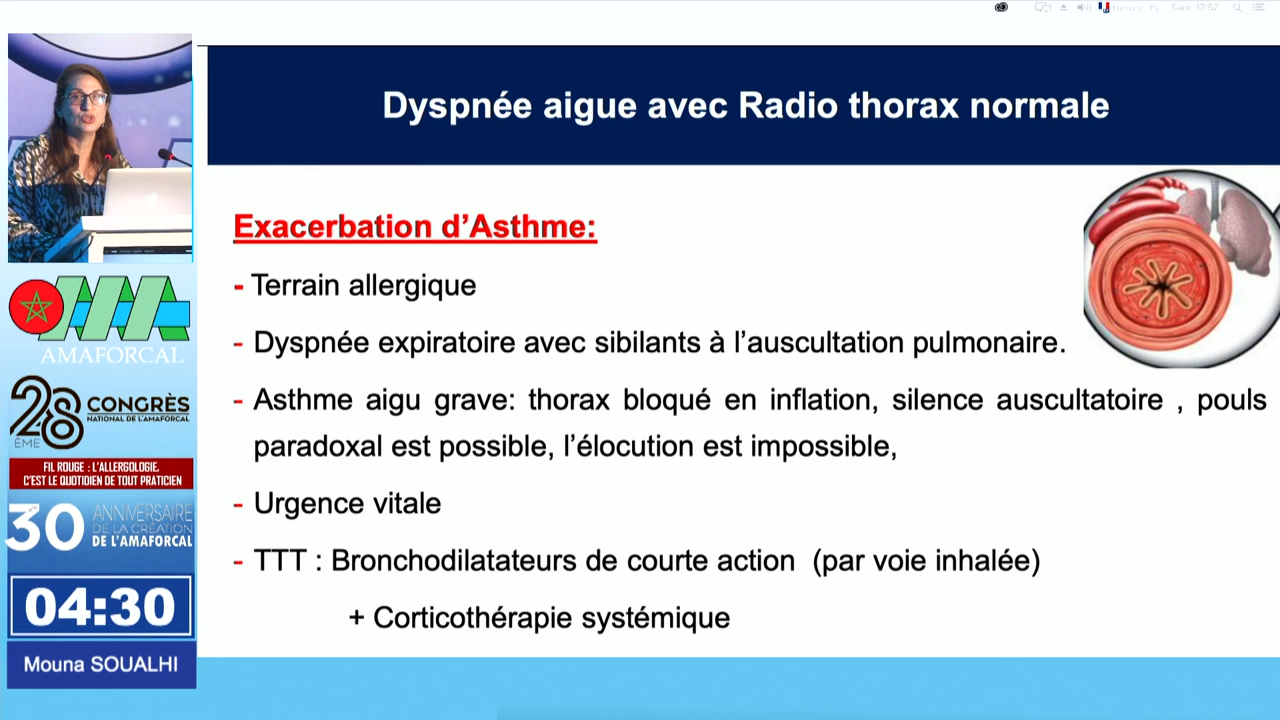 Sam. 17:52
Dyspnée aigue avec Radio thorax normale
Exacerbation d’Asthme:
- Terrain allergique
- Dyspnée expiratoire avec sibilants à l’auscultation pulmonaire.
- Asthme aigu grave: thorax bloqué en inflation, silence auscultatoire , pouls
paradoxal est possible, l’élocution est impossible,
- Urgence vitale
- TTT : Bronchodilatateurs de courte action (par voie inhalée)
+ Corticothérapie systémique
AMAFORCAL
28 ÈME CONGRÈS
NATIONAL DE L'AMAFORCAL
FIL ROUGE : L'ALLERGOLOGIE,
C'EST LE QUOTIDIEN DE TOUT PRATICIEN
30 ANNIVERSAIRE
DE LA CRÉATION
DE L'AMAFORCAL
04:30
Mouna SOUALHI